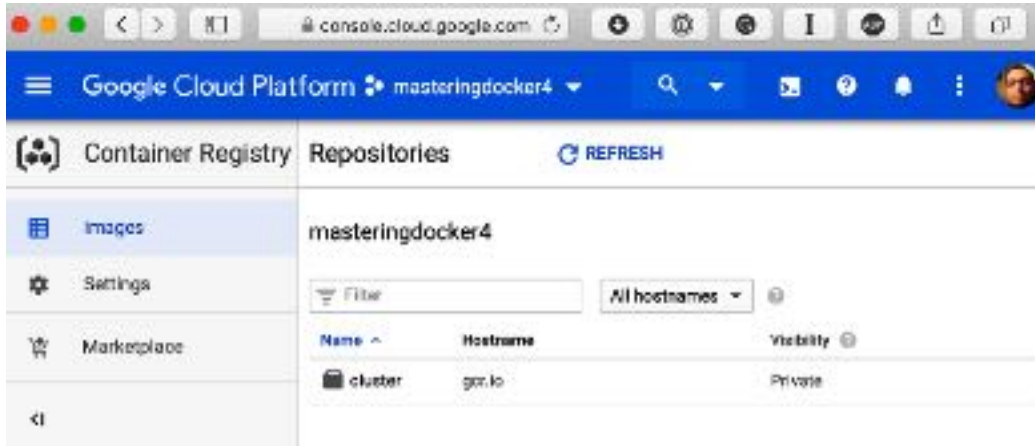 console.cloud.google.com
Google Cloud Platform masteringdocker4
Container Registry Repositories REFRESH
Images
masteringdocker4
Settings
Filter All hostnames
Marketplace
Name Hostname Visibility
cluster gcr.io Private